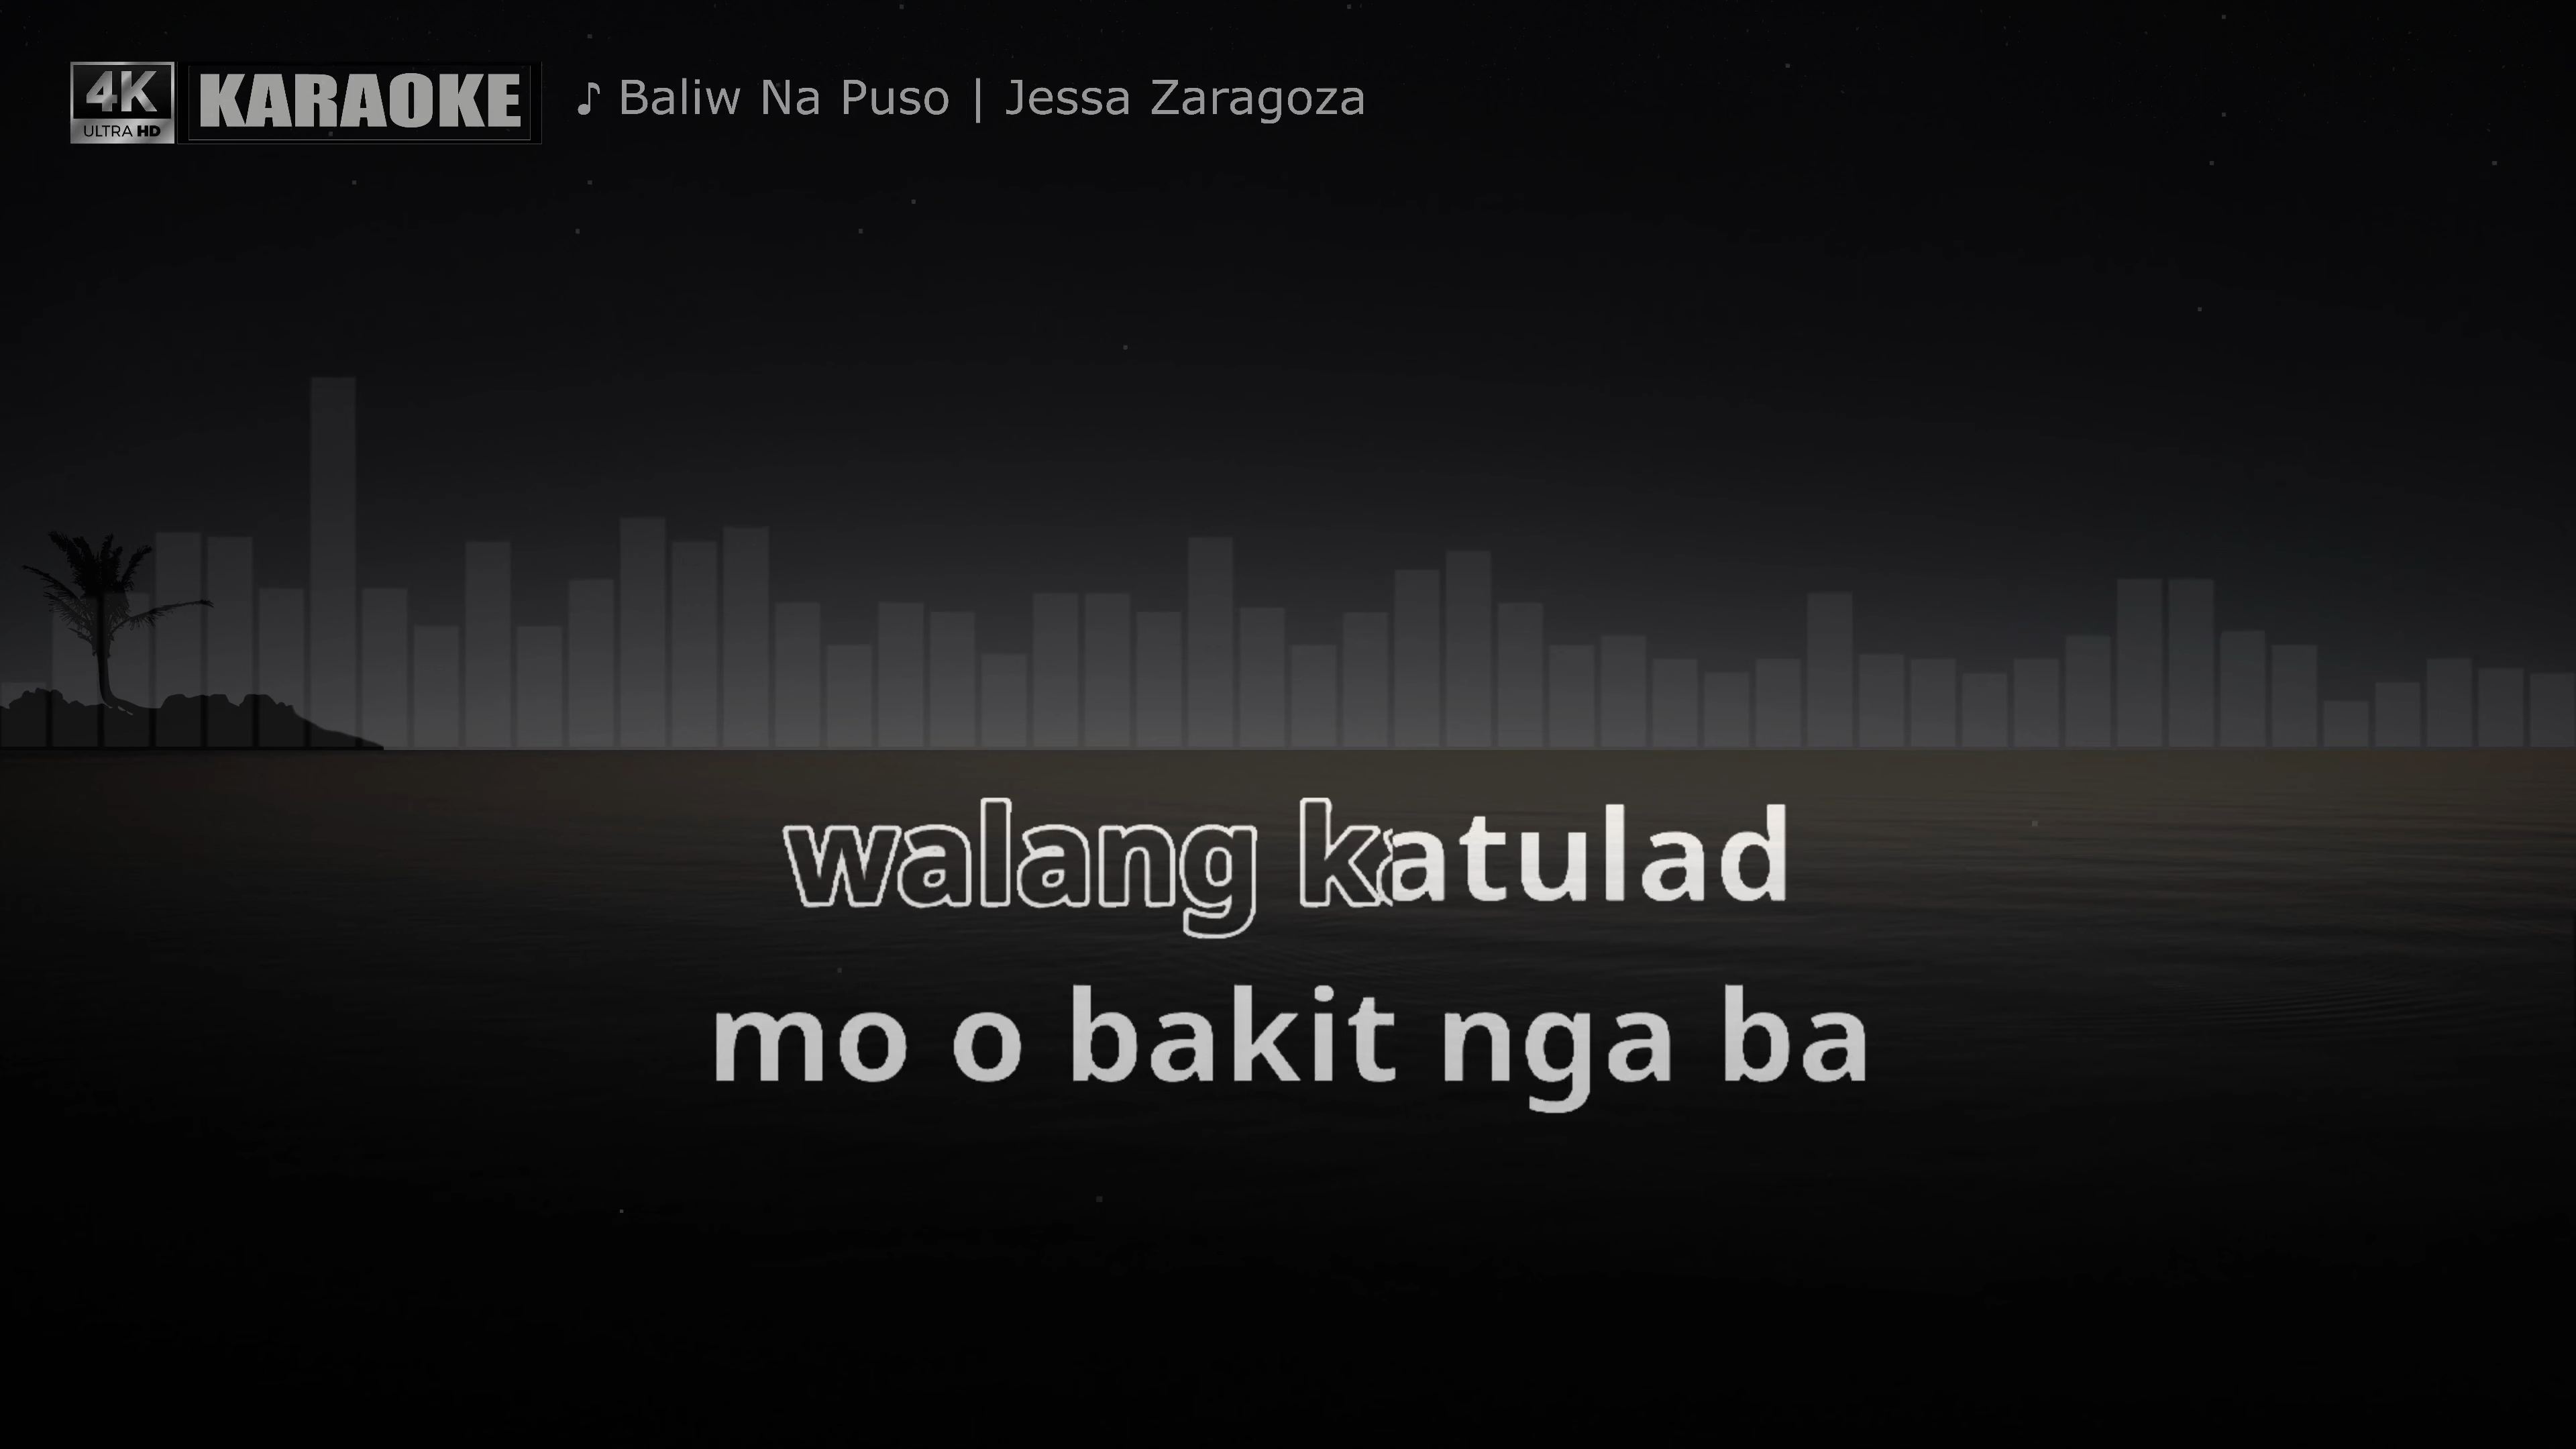 4K
ULTRA HD
KARAOKE
♪ Baliw Na Puso | Jessa Zaragoza
walang katulad
mo o bakit nga ba